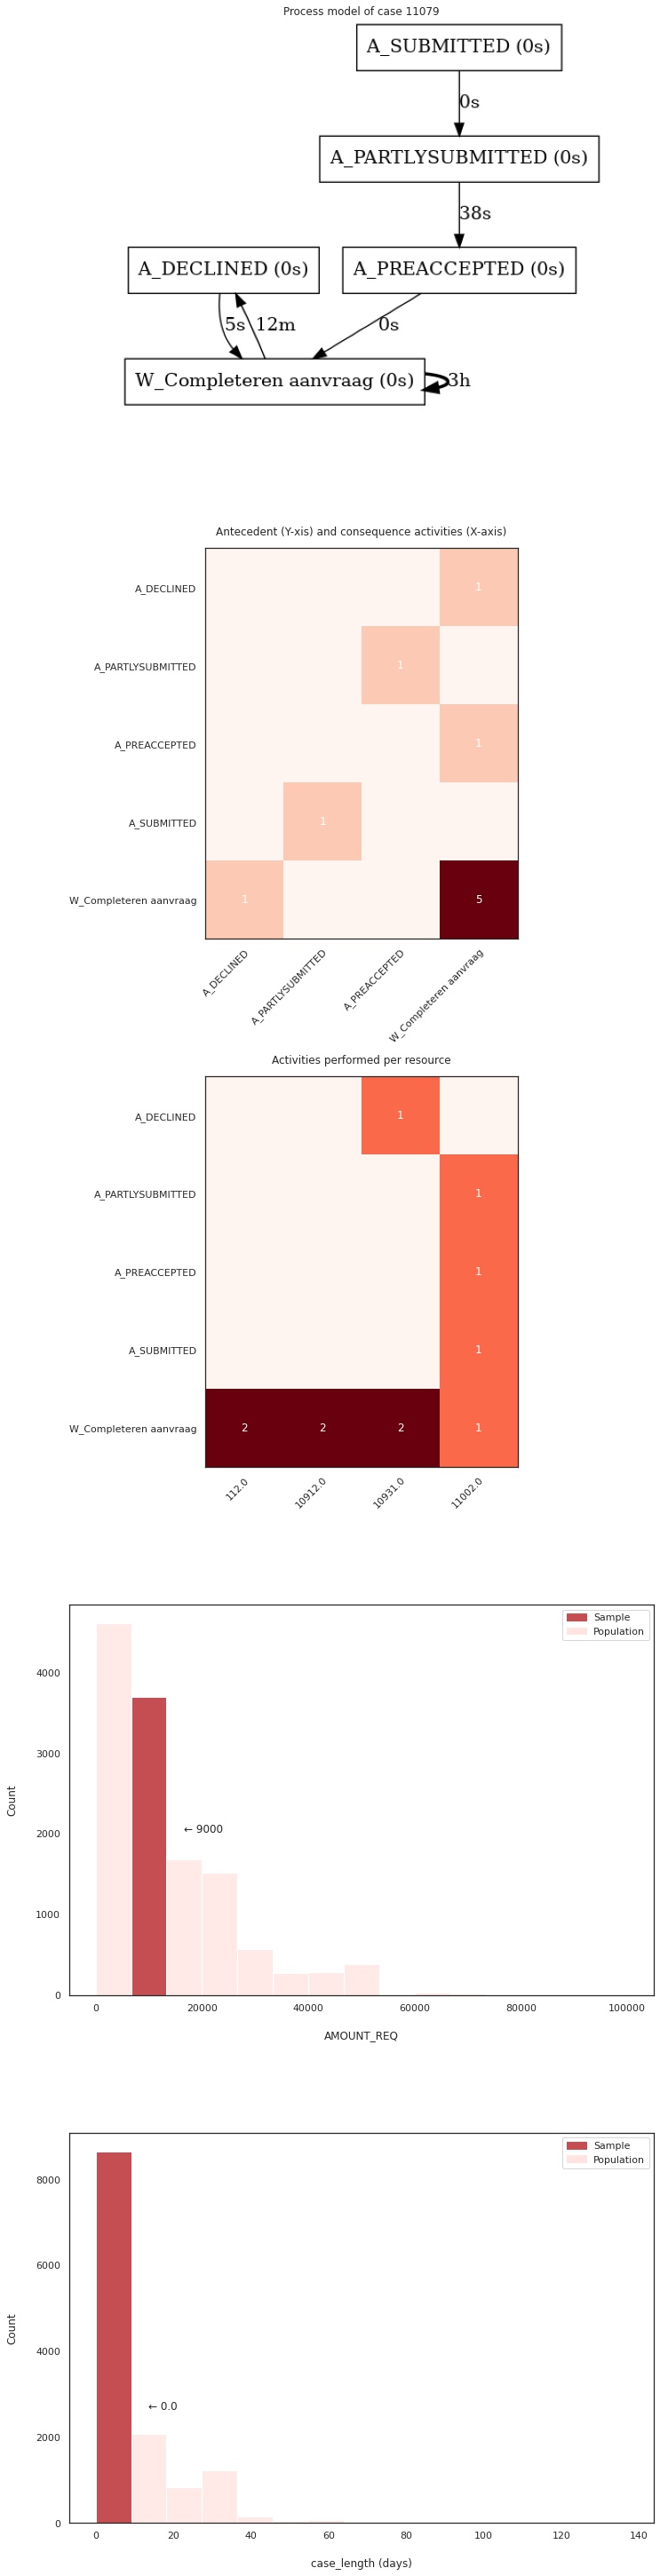 Process model of case 11079
A_SUBMITTED (0s)
0s
A_PARTLYSUBMITTED (0s)
38s
A_DECLINED (0s)
A_PREACCEPTED (0s)
5s
12m
0s
W_Completeren aanvraag (0s)
3h
Antecedent (Y-xis) and consequence activities (X-axis)
A_DECLINED
1
A_PARTLYSUBMITTED
1
A_PREACCEPTED
1
A_SUBMITTED
1
W_Completeren aanvraag
1
5
A_DECLINED
A_PARTLYSUBMITTED
A_PREACCEPTED
W_Completeren aanvraag
Activities performed per resource
A_DECLINED
1
A_PARTLYSUBMITTED
1
A_PREACCEPTED
1
A_SUBMITTED
1
W_Completeren aanvraag
2
2
2
1
112.0
10912.0
10931.0
11002.0
Sample
Population
4000
3000
2000
1000
0
Count
← 9000
0
20000
40000
60000
80000
100000
AMOUNT_REQ
Sample
Population
8000
6000
4000
2000
0
Count
← 0.0
0
20
40
60
80
100
120
140
case_length (days)